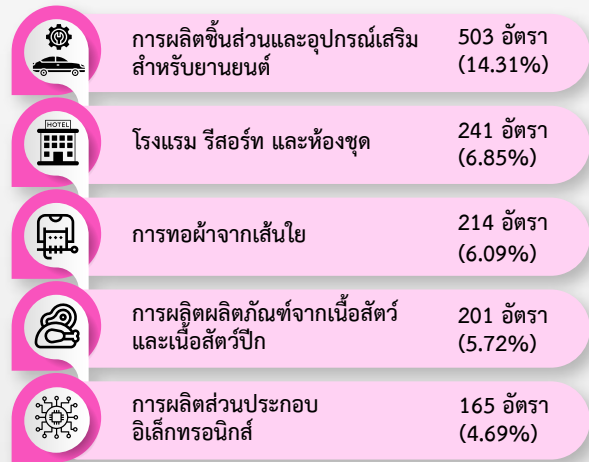 การผลิตชิ้นส่วนและอุปกรณ์เสริม
สำหรับยานยนต์
503 อัตรา
(14.31%)
HOTEL
โรงแรม รีสอร์ท และห้องชุด
241 อัตรา
(6.85%)
การทอผ้าจากเส้นใย
214 อัตรา
(6.09%)
การผลิตผลิตภัณฑ์จากเนื้อสัตว์
และเนื้อสัตว์ปีก
201 อัตรา
(5.72%)
การผลิตส่วนประกอบ
อิเล็กทรอนิกส์
165 อัตรา
(4.69%)